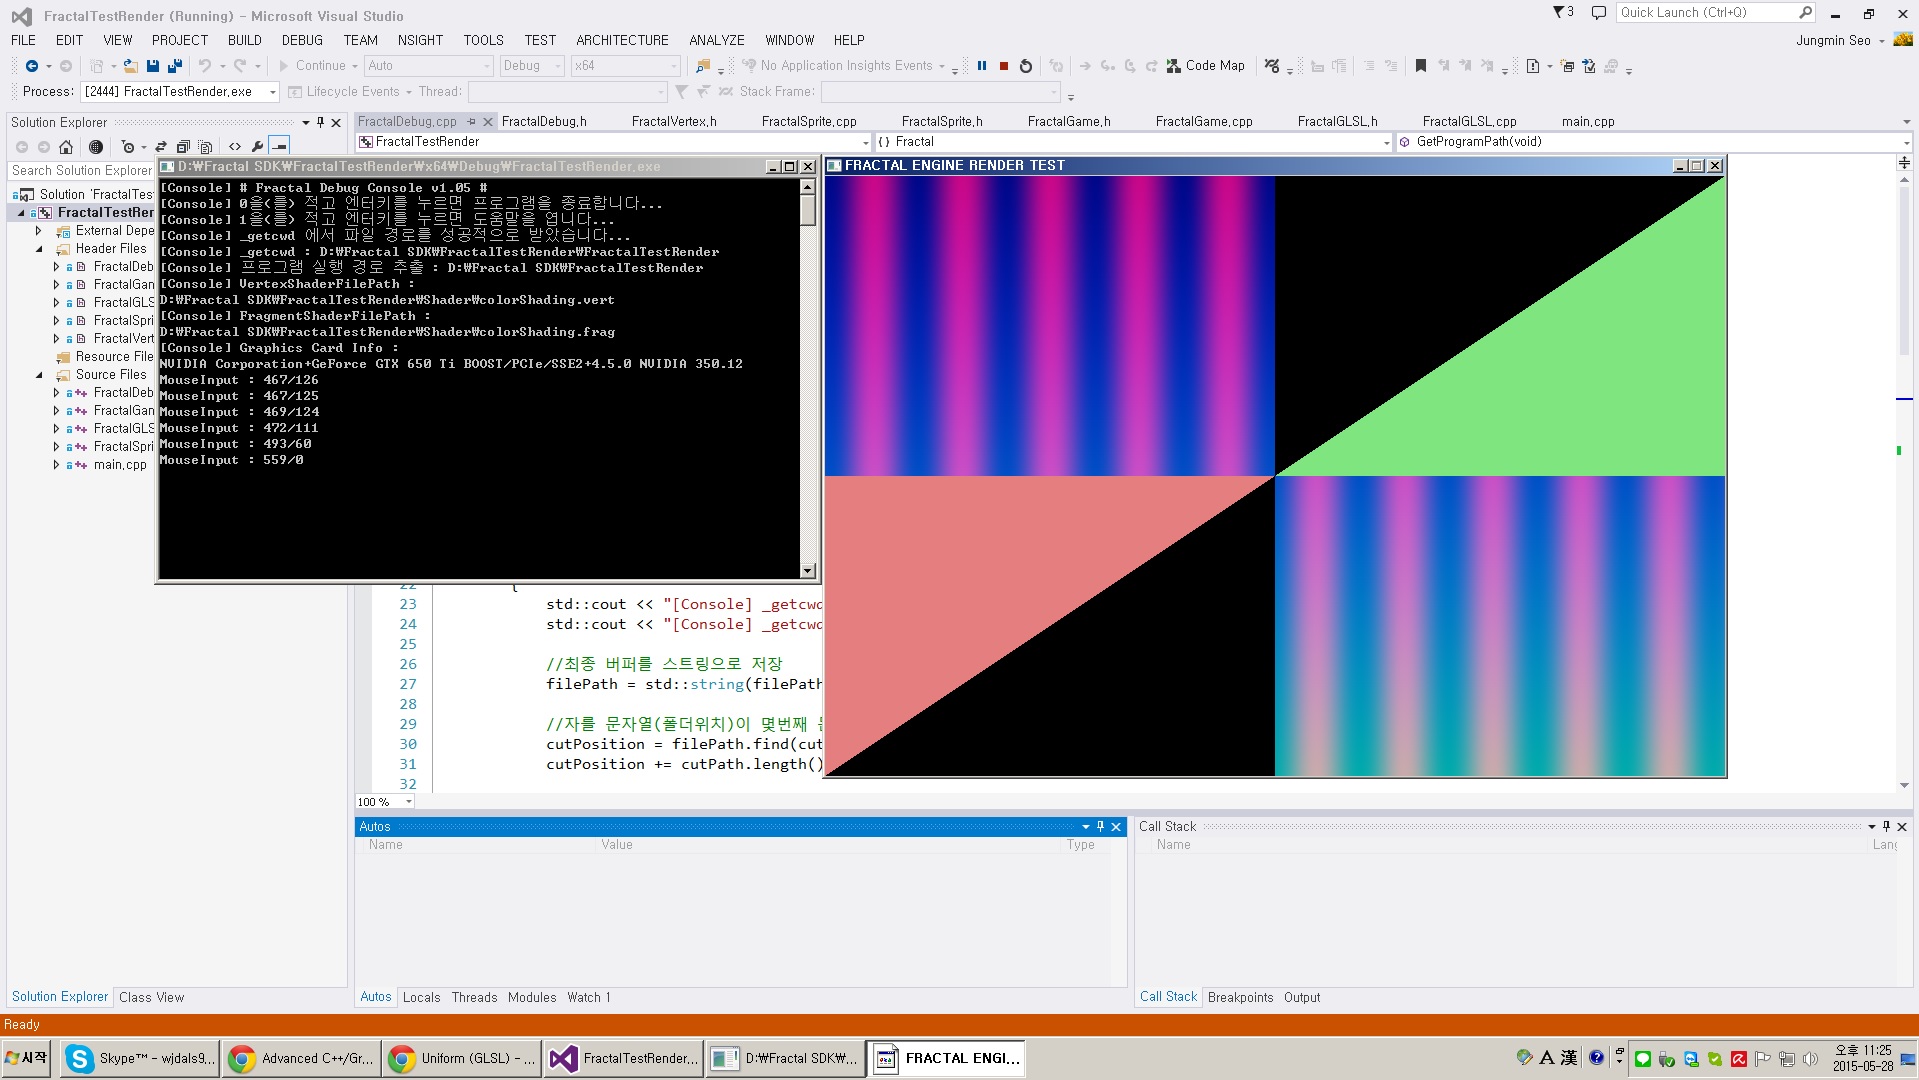 FractalTestRender (Running) - Microsoft Visual Studio
3
Quick Launch (Ctrl+Q)
FILE EDIT VIEW PROJECT BUILD DEBUG TEAM NSIGHT TOOLS TEST ARCHITECTURE ANALYZE WINDOW HELP
Jungmin Seo
Continue Auto Debug x64 No Application Insights Events Code Map
Process: [2444] FractalTestRender.exe Lifecycle Events Thread: Stack Frame:
Solution Explorer
FractalDebug.cpp FractalDebug.h FractalVertex.h FractalSprite.cpp FractalSprite.h FractalGame.h FractalGame.cpp FractalGLSL.h FractalGLSL.cpp main.cpp
FractalTestRender {} Fractal GetProgramPath(void)
Search Solution Explorer
Solution 'FractalTest
FractalTestRer
External Depe
Header Files
FractalDeb
FractalGan
FractalGLS
FractalSpri
FractalVert
Resource File
Source Files
FractalDeb
FractalGan
FractalGLS
FractalSpri
main.cpp
D:₩Fractal SDK₩FractalTestRender₩x64₩Debug₩FractalTestRender.exe
[Console] # Fractal Debug Console v1.05 #
[Console] 0을(를) 적고 엔터키를 누르면 프로그램을 종료합니다...
[Console] 1을(를) 적고 엔터키를 누르면 도움말을 엽니다...
[Console] _getcwd 에서 파일 경로를 성공적으로 받았습니다...
[Console] _getcwd : D:₩Fractal SDK₩FractalTestRender₩FractalTestRender
[Console] 프로그램 실행 경로 추출 : D:₩Fractal SDK₩FractalTestRender
[Console] VertexShaderFilePath :
D:₩Fractal SDK₩FractalTestRender₩Shader₩colorShading.vert
[Console] FragmentShaderFilePath :
D:₩Fractal SDK₩FractalTestRender₩Shader₩colorShading.frag
[Console] Graphics Card Info :
NVIDIA Corporation+GeForce GTX 650 Ti BOOST/PCIe/SSE2+4.5.0 NVIDIA 350.12
MouseInput : 467/126
MouseInput : 467/125
MouseInput : 469/124
MouseInput : 472/111
MouseInput : 493/60
MouseInput : 559/0
FRACTAL ENGINE RENDER TEST
22 {
23 std::cout << "[Console] _getcwd
24 std::cout << "[Console] _getcwd
25
26 //최종 버퍼를 스트링으로 저장
27 filePath = std::string(filePath
28
29 //자를 문자열(폴더위치)이 몇번째
30 cutPosition = filePath.find(cut
31 cutPosition += cutPath.length()
32
100 %
Autos
Name Value Type
Call Stack
Name Lang
Solution Explorer Class View
Autos Locals Threads Modules Watch 1
Call Stack Breakpoints Output
Ready
시작
Skype™ - wjdals9...
Advanced C++/Gr...
Uniform (GLSL) - ...
FractalTestRender...
D:₩Fractal SDK₩...
FRACTAL ENGI...
A 漢
오후 11:25
2015-05-28